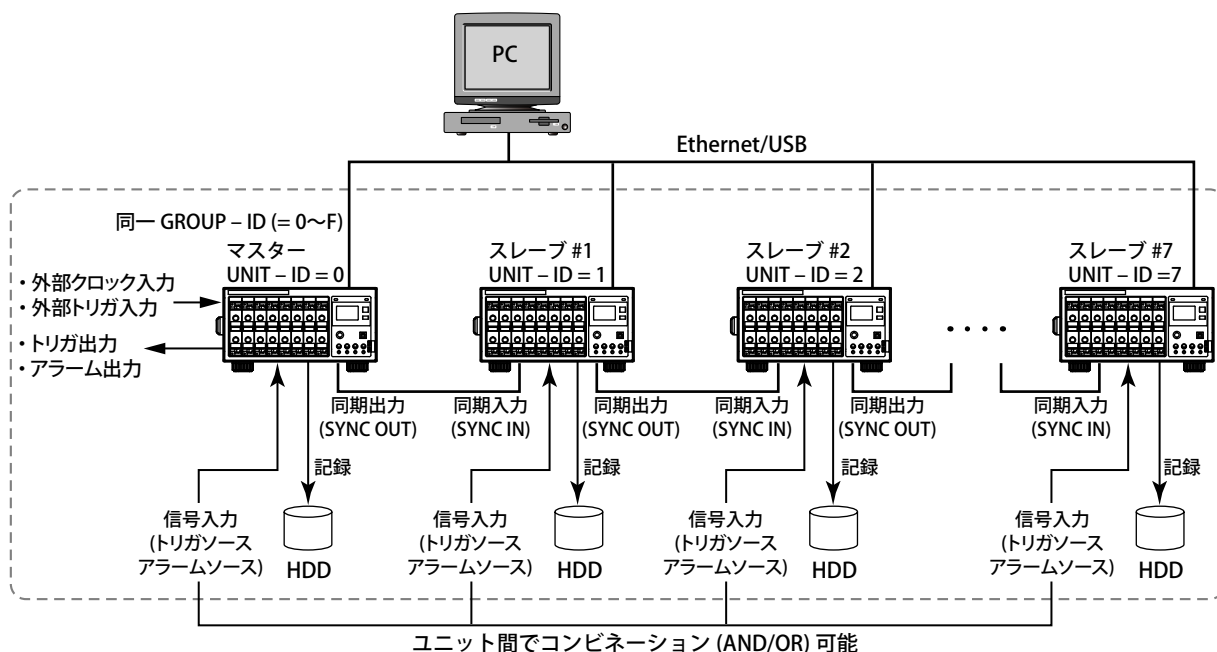 PC
Ethernet/USB
同一 GROUP – ID (= 0〜F)
マスター
UNIT – ID = 0
スレーブ #1
UNIT – ID = 1
スレーブ #2
UNIT – ID = 2
スレーブ #7
UNIT – ID =7
・外部クロック入力
・外部トリガ入力
・トリガ出力
・アラーム出力
・・・・
同期出力
(SYNC OUT)
同期入力
(SYNC IN)
同期出力
(SYNC OUT)
同期入力
(SYNC IN)
同期出力
(SYNC OUT)
同期入力
(SYNC IN)
記録
記録
記録
記録
信号入力
(トリガソース
アラームソース)
HDD
信号入力
(トリガソース
アラームソース)
HDD
信号入力
(トリガソース
アラームソース)
HDD
信号入力
(トリガソース
アラームソース)
HDD
ユニット間でコンビネーション (AND/OR) 可能